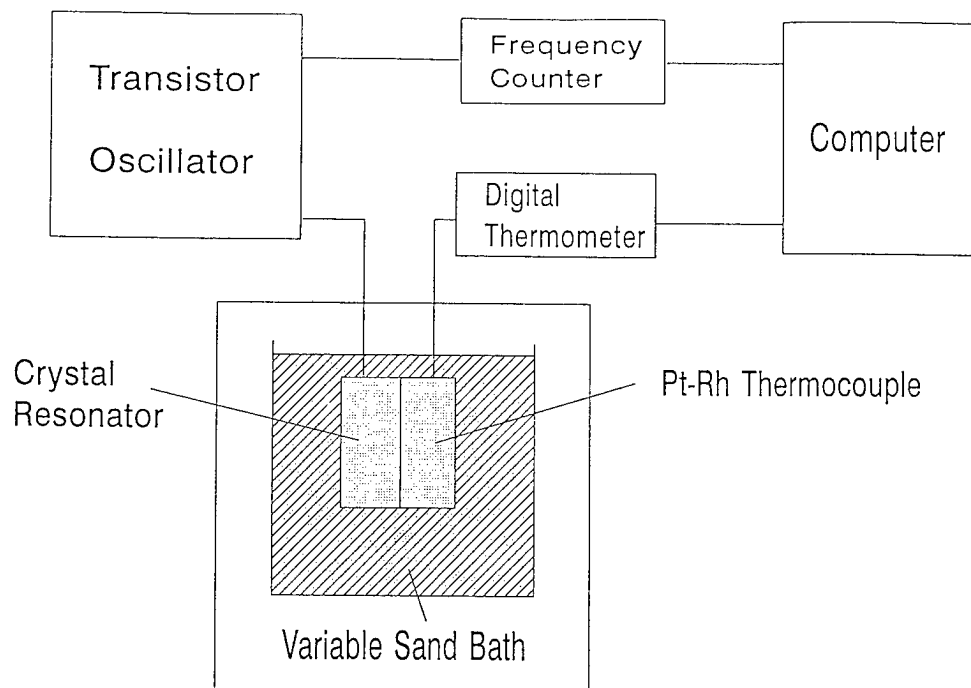 Transistor
Oscillator
Frequency
Counter
Computer
Digital
Thermometer
Crystal
Resonator
Pt-Rh Thermocouple
Variable Sand Bath